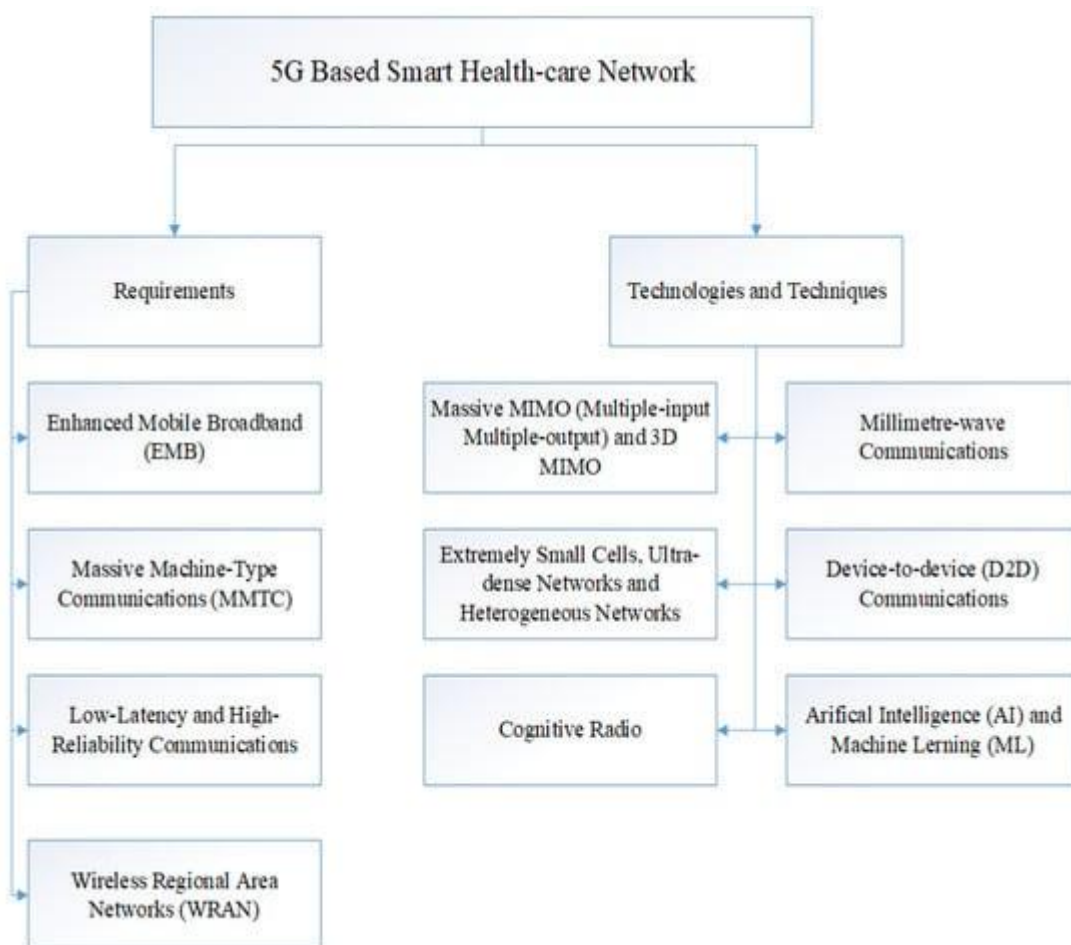 5G Based Smart Health-care Network
Requirements
Technologies and Techniques
Enhanced Mobile Broadband
(EMB)
Massive MIMO (Multiple-input
Multiple-output) and 3D
MIMO
Millimetre-wave
Communications
Massive Machine-Type
Communications (MMTC)
Extremely Small Cells, Ultra-
dense Networks and
Heterogeneous Networks
Device-to-device (D2D)
Communications
Low-Latency and High-
Reliability Communications
Cognitive Radio
Arifical Intelligence (AI) and
Machine Lerning (ML)
Wireless Regional Area
Networks (WRAN)